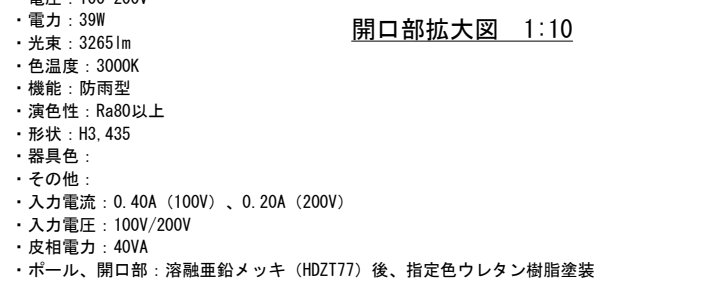 ・電力：39W
開口部拡大図　1:10
・光束：3265lm
・色温度：3000K
・機能：防雨型
・演色性：Ra80以上
・形状：H3,435
・器具色：
・その他：
・入力電流：0.40A（100V）、0.20A（200V）
・入力電圧：100V/200V
・皮相電力：40VA
・ポール、開口部：溶融亜鉛メッキ（HDZT77）後、指定色ウレタン樹脂塗装